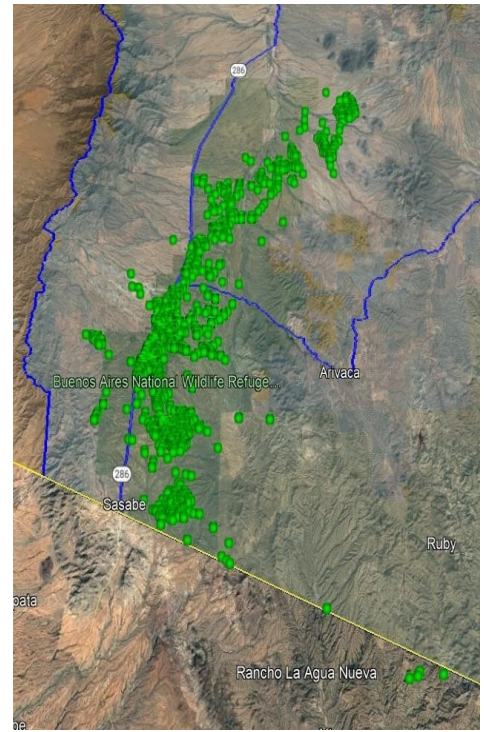 286
Buenos Aires National Wildlife Refuge...
Arivaca
286
Sasabe
Ruby
Rancho La Agua Nueva